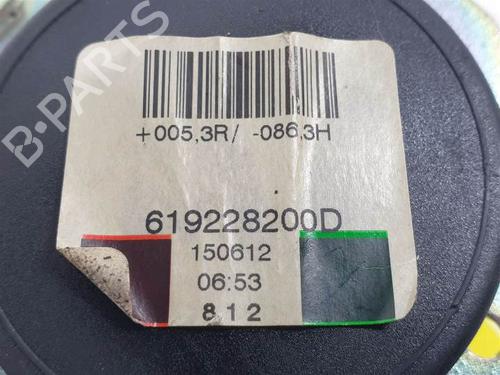 B-PARTS
+005,3R/ -086,3H
619228200D
150612
06:53
812